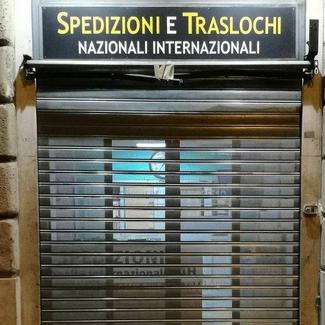 SPEDIZIONI E TRASLOCHI
NAZIONALI INTERNAZIONALI